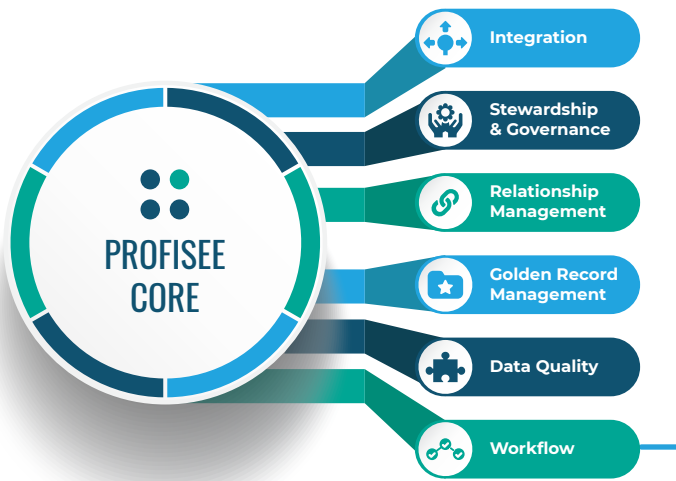 PROFISEE
CORE
Integration
Stewardship
& Governance
Relationship
Management
Golden Record
Management
Data Quality
Workflow